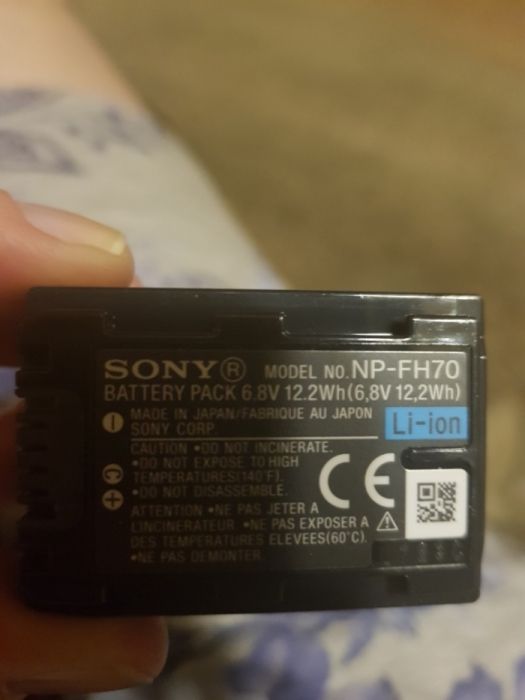 SONY® MODEL NO. NP-FH70
BATTERY PACK 6.8V 12.2Wh(6,8V 12,2Wh)
MADE IN JAPAN/FABRIQUE AU JAPON
SONY CORP.
Li-ion
CAUTION •DO NOT INCINERATE.
•DO NOT EXPOSE TO HIGH
TEMPERATURES(140°F).
•DO NOT DISASSEMBLE.
CE
ATTENTION •NE PAS JETER A
L'INCINERATEUR •NE PAS EXPOSER A
DES TEMPERATURES ELEVEES(60°C).
•NE PAS DEMONTER